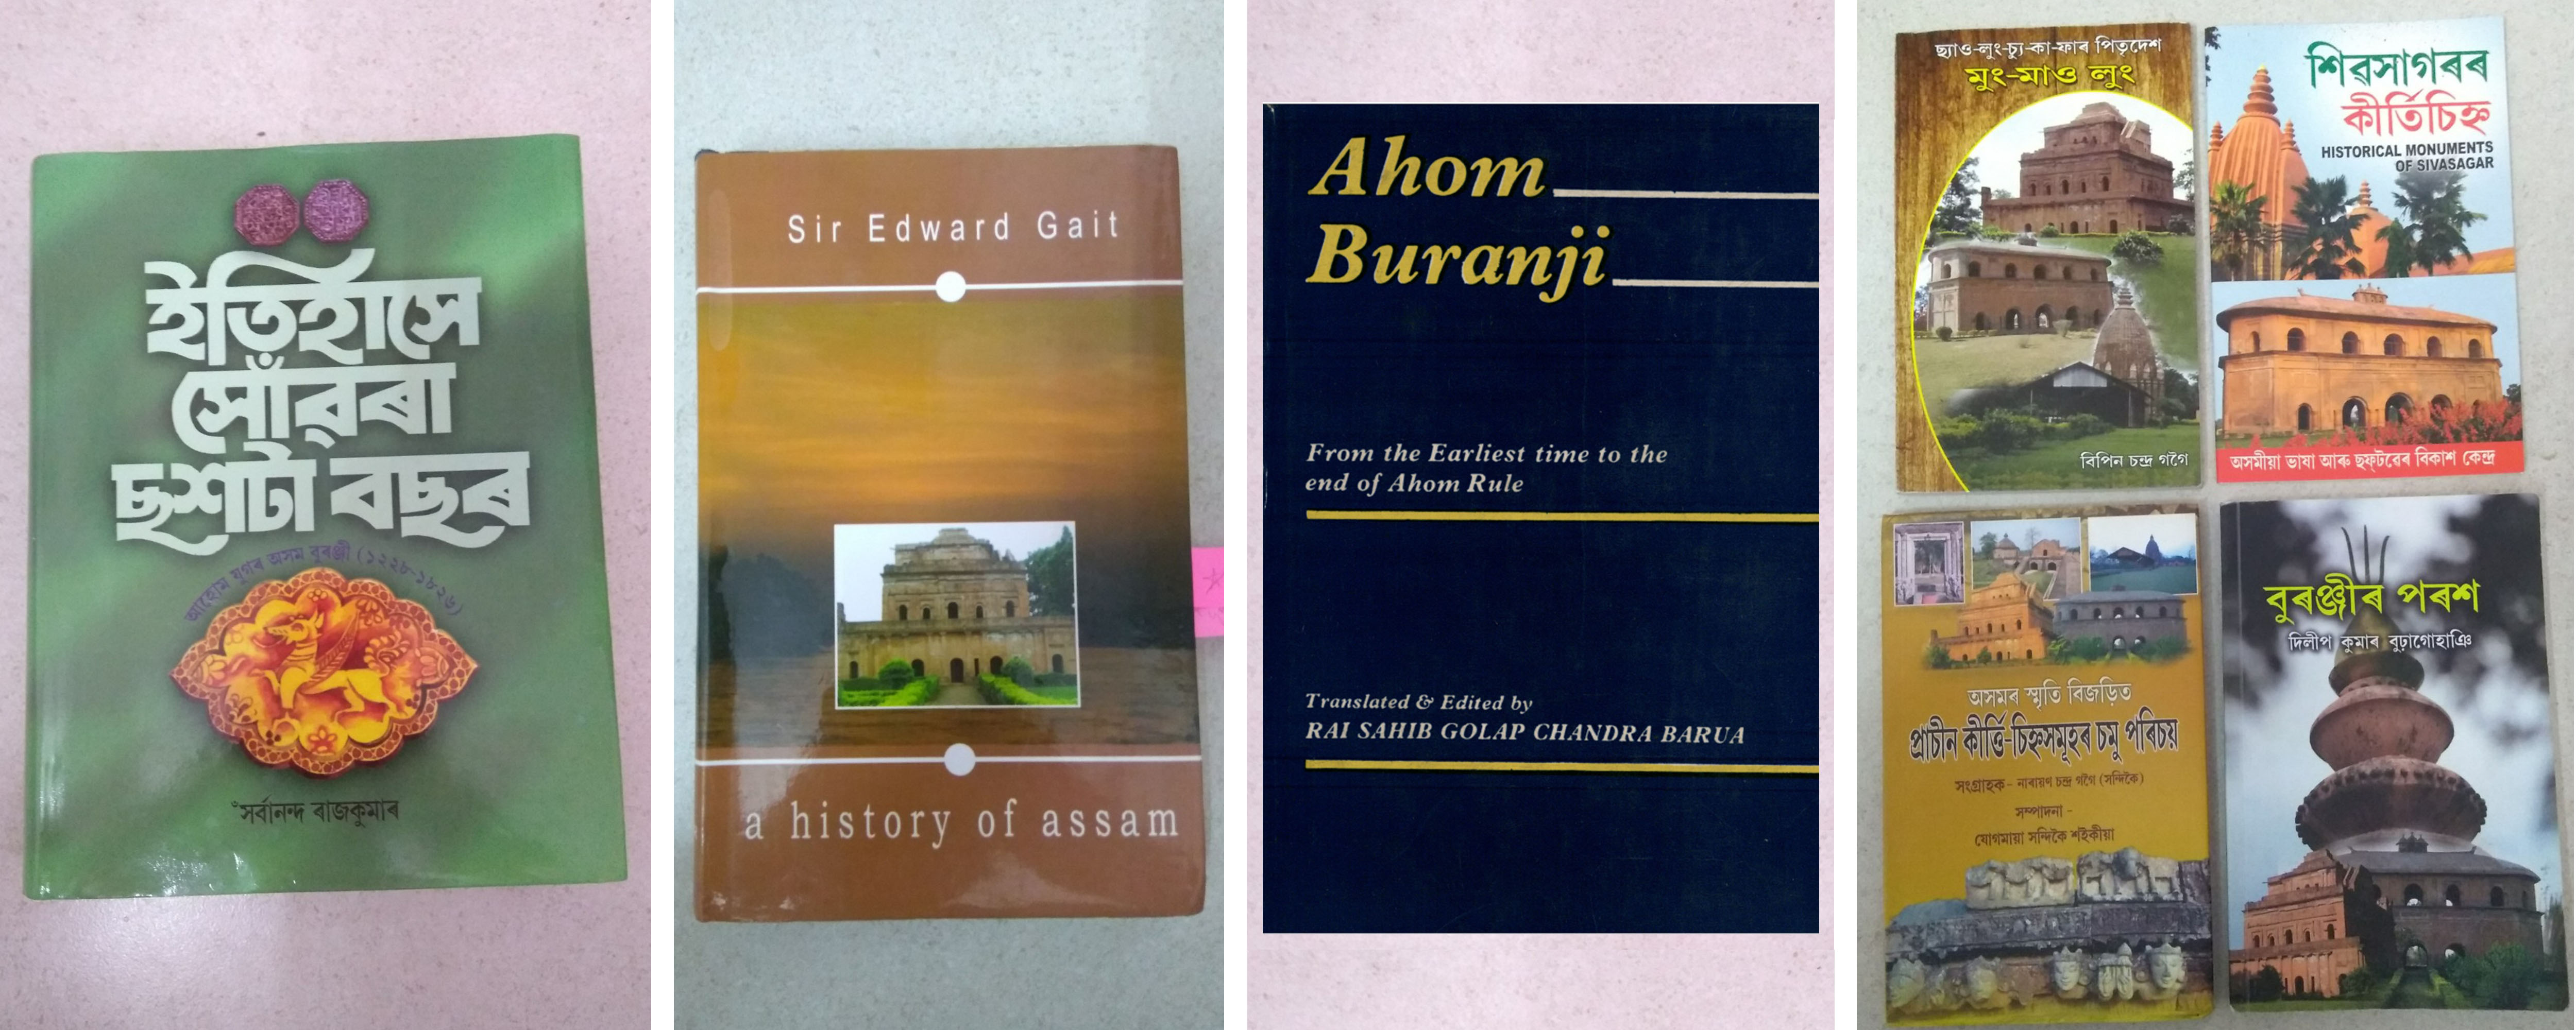 ইতিহাসে
সোঁৱৰা
ছশটা বছৰ
আহোম যুগৰ অসম বুৰঞ্জী (১২২৮-১৮২৬)
ঁসৰ্বানন্দ ৰাজকুমাৰ
Sir Edward Gait
a history of assam
Ahom
Buranji
From the Earliest time to the
end of Ahom Rule
Translated & Edited by
RAI SAHIB GOLAP CHANDRA BARUA
ছ্যাও-লুং-চ্যু-কা-ফাৰ পিতৃদেশ
মুং-মাও লুং
বিপিন চন্দ্ৰ গগৈ
শিৱসাগৰৰ
কীৰ্তিচিহ্ন
HISTORICAL MONUMENTS
OF SIVASAGAR
অসমীয়া ভাষা আৰু ছফ্‌টৱেৰ বিকাশ কেন্দ্ৰ
অসমৰ স্মৃতি বিজড়িত
প্ৰাচীন কীৰ্ত্তি-চিহ্নসমূহৰ চমু পৰিচয়
সংগ্ৰাহক - নাৰায়ণ চন্দ্ৰ গগৈ (সন্দিকৈ)
সম্পাদনা -
যোগমায়া সন্দিকৈ শইকীয়া
বুৰঞ্জীৰ পৰশ
দিলীপ কুমাৰ বুঢ়াগোহাঞি